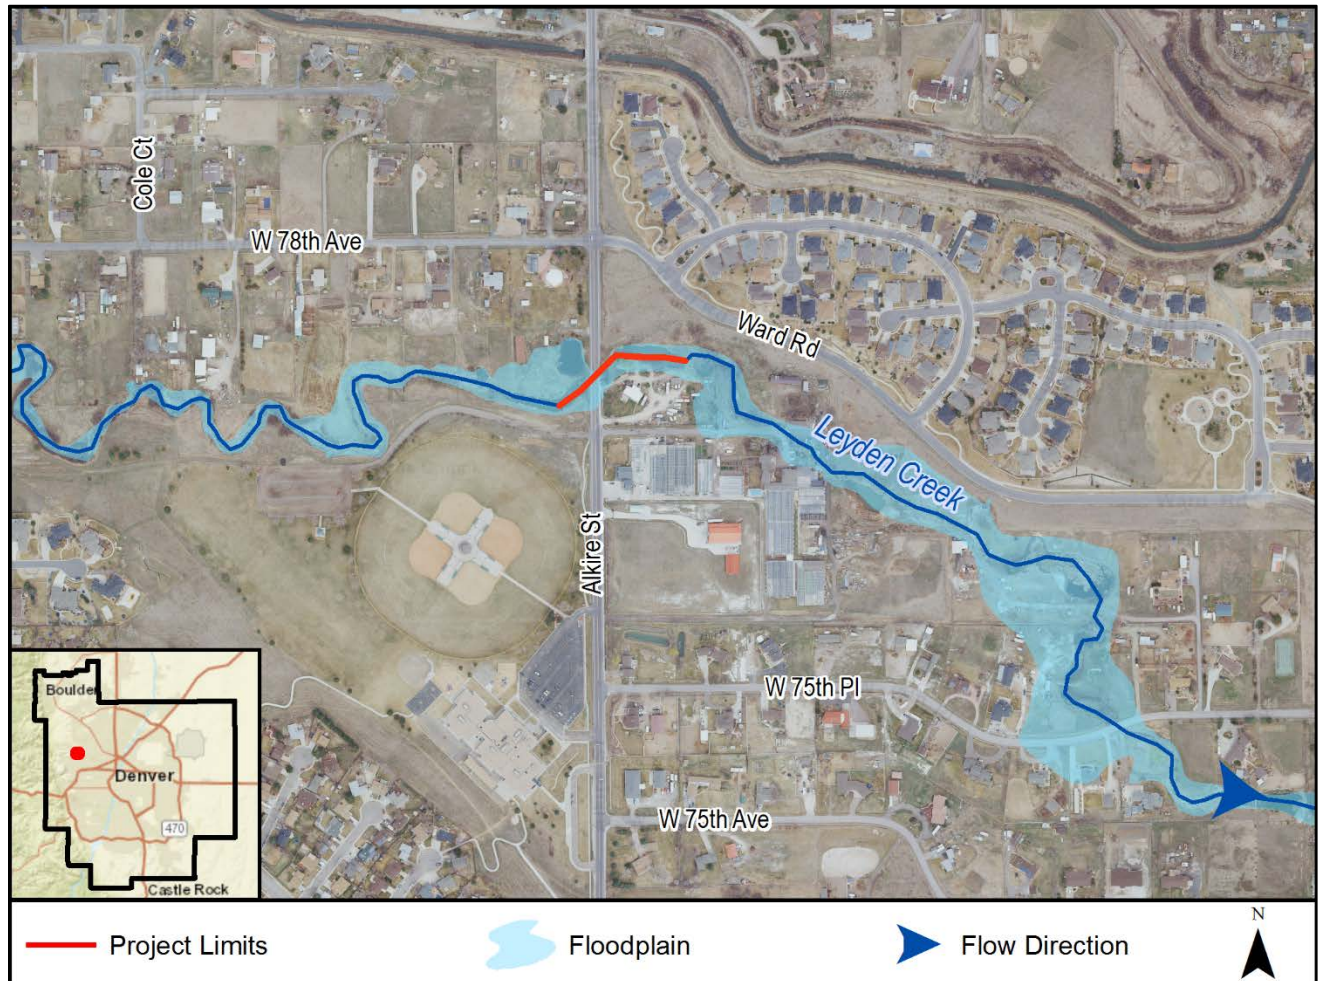 Cole Ct
W 78th Ave
Ward Rd
Leyden Creek
Alkire St
W 75th Pl
W 75th Ave
Boulder
Denver
470
Castle Rock
Project Limits
Floodplain
Flow Direction
N